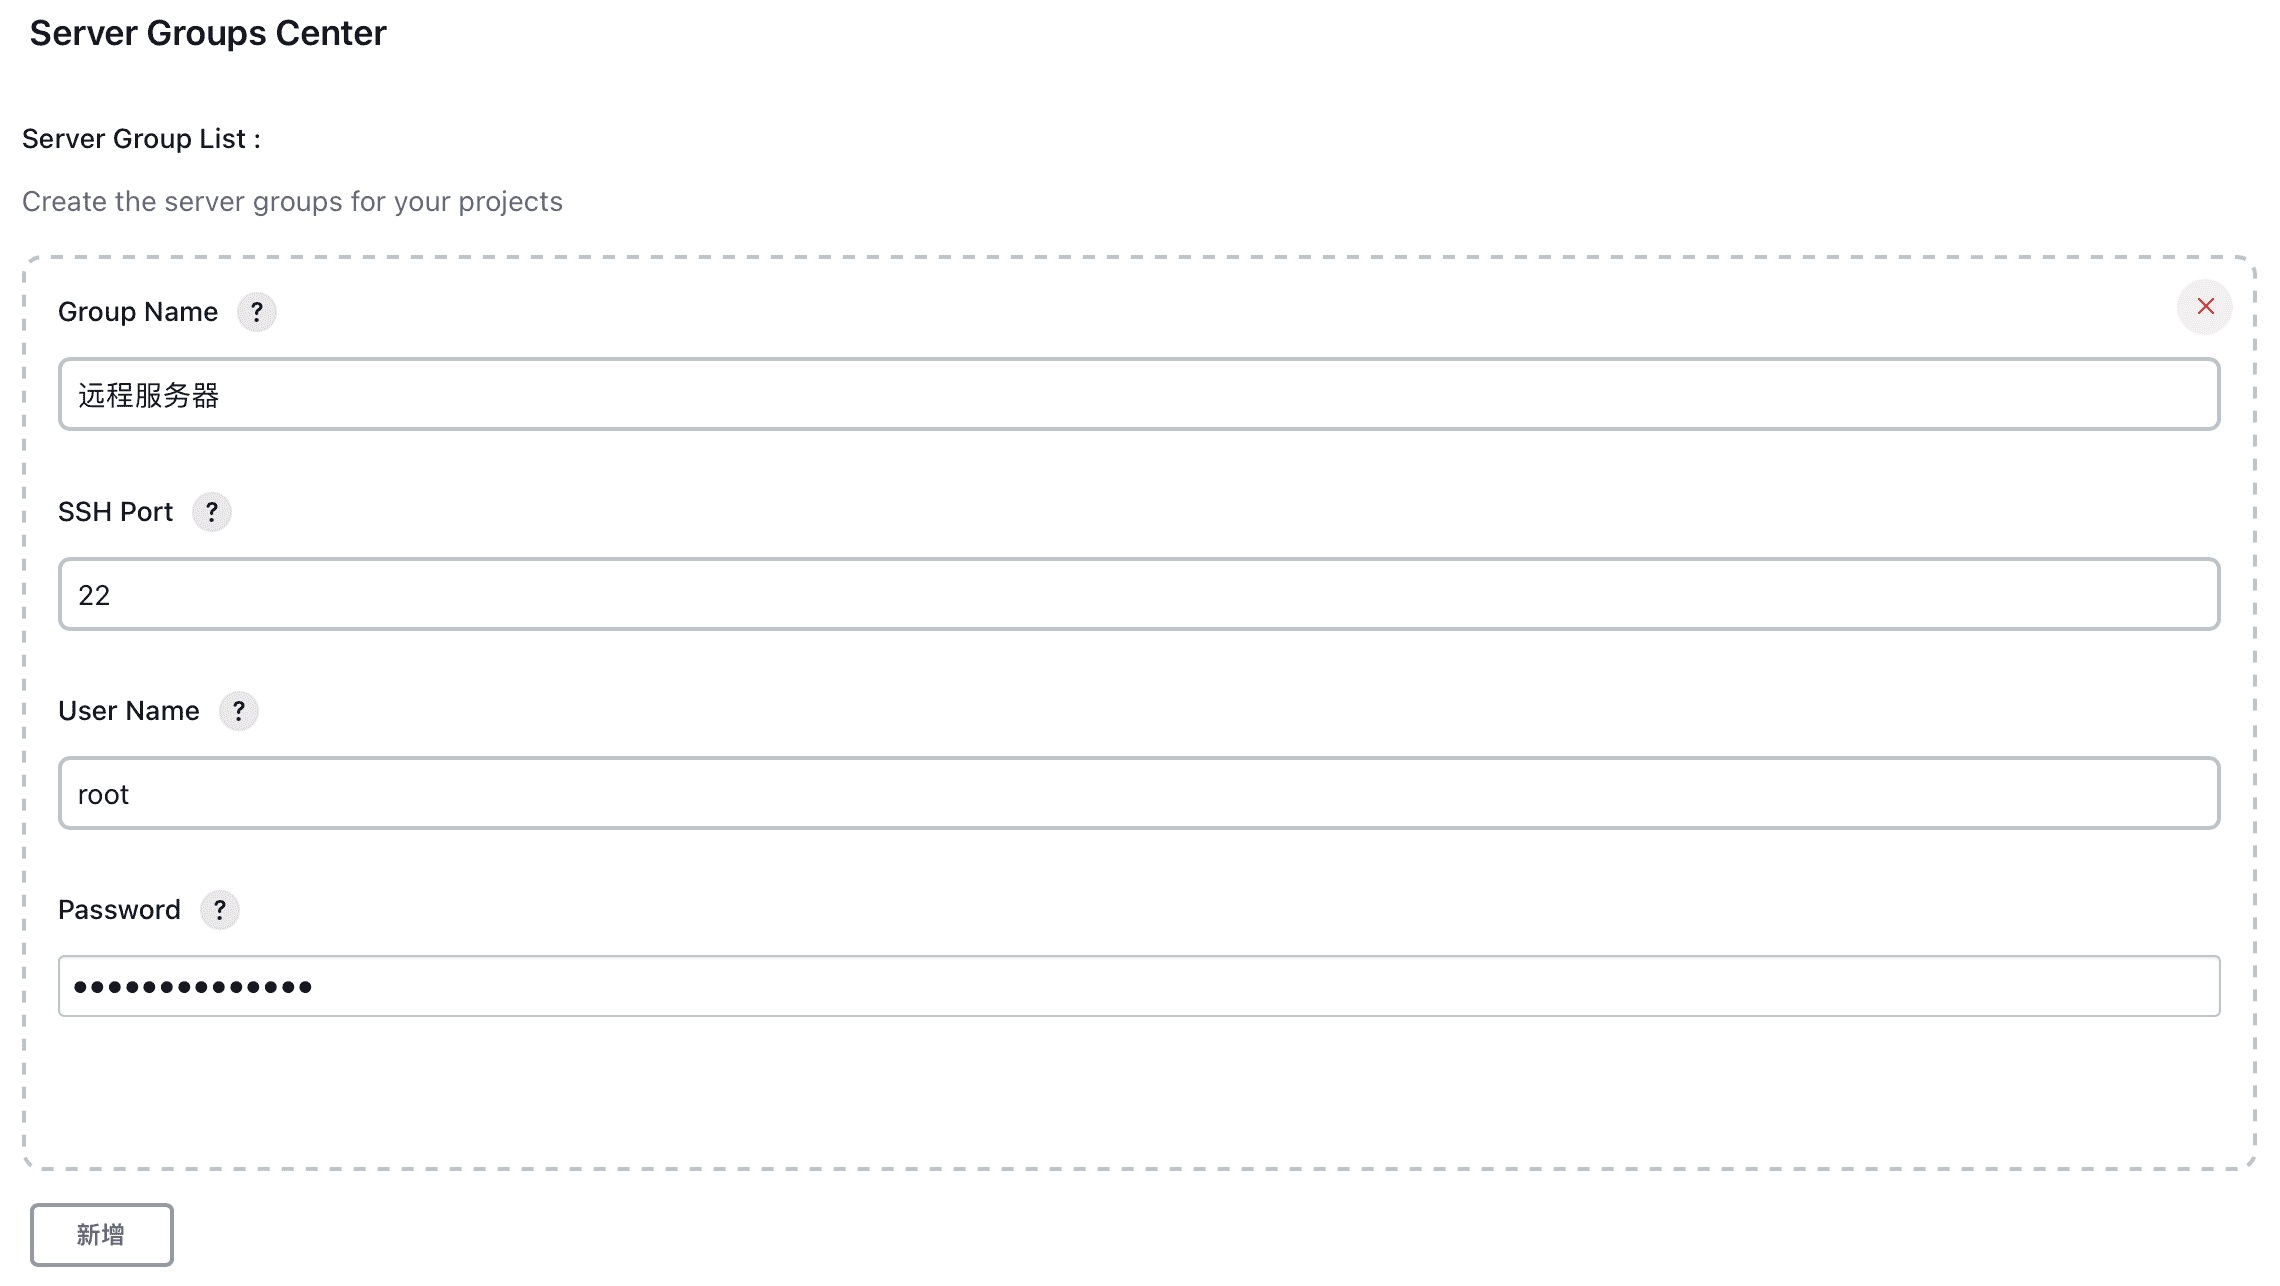 Server Groups Center
Server Group List :
Create the server groups for your projects
Group Name ?
远程服务器
SSH Port ?
22
User Name ?
root
Password ?
••••••••••••••
新增